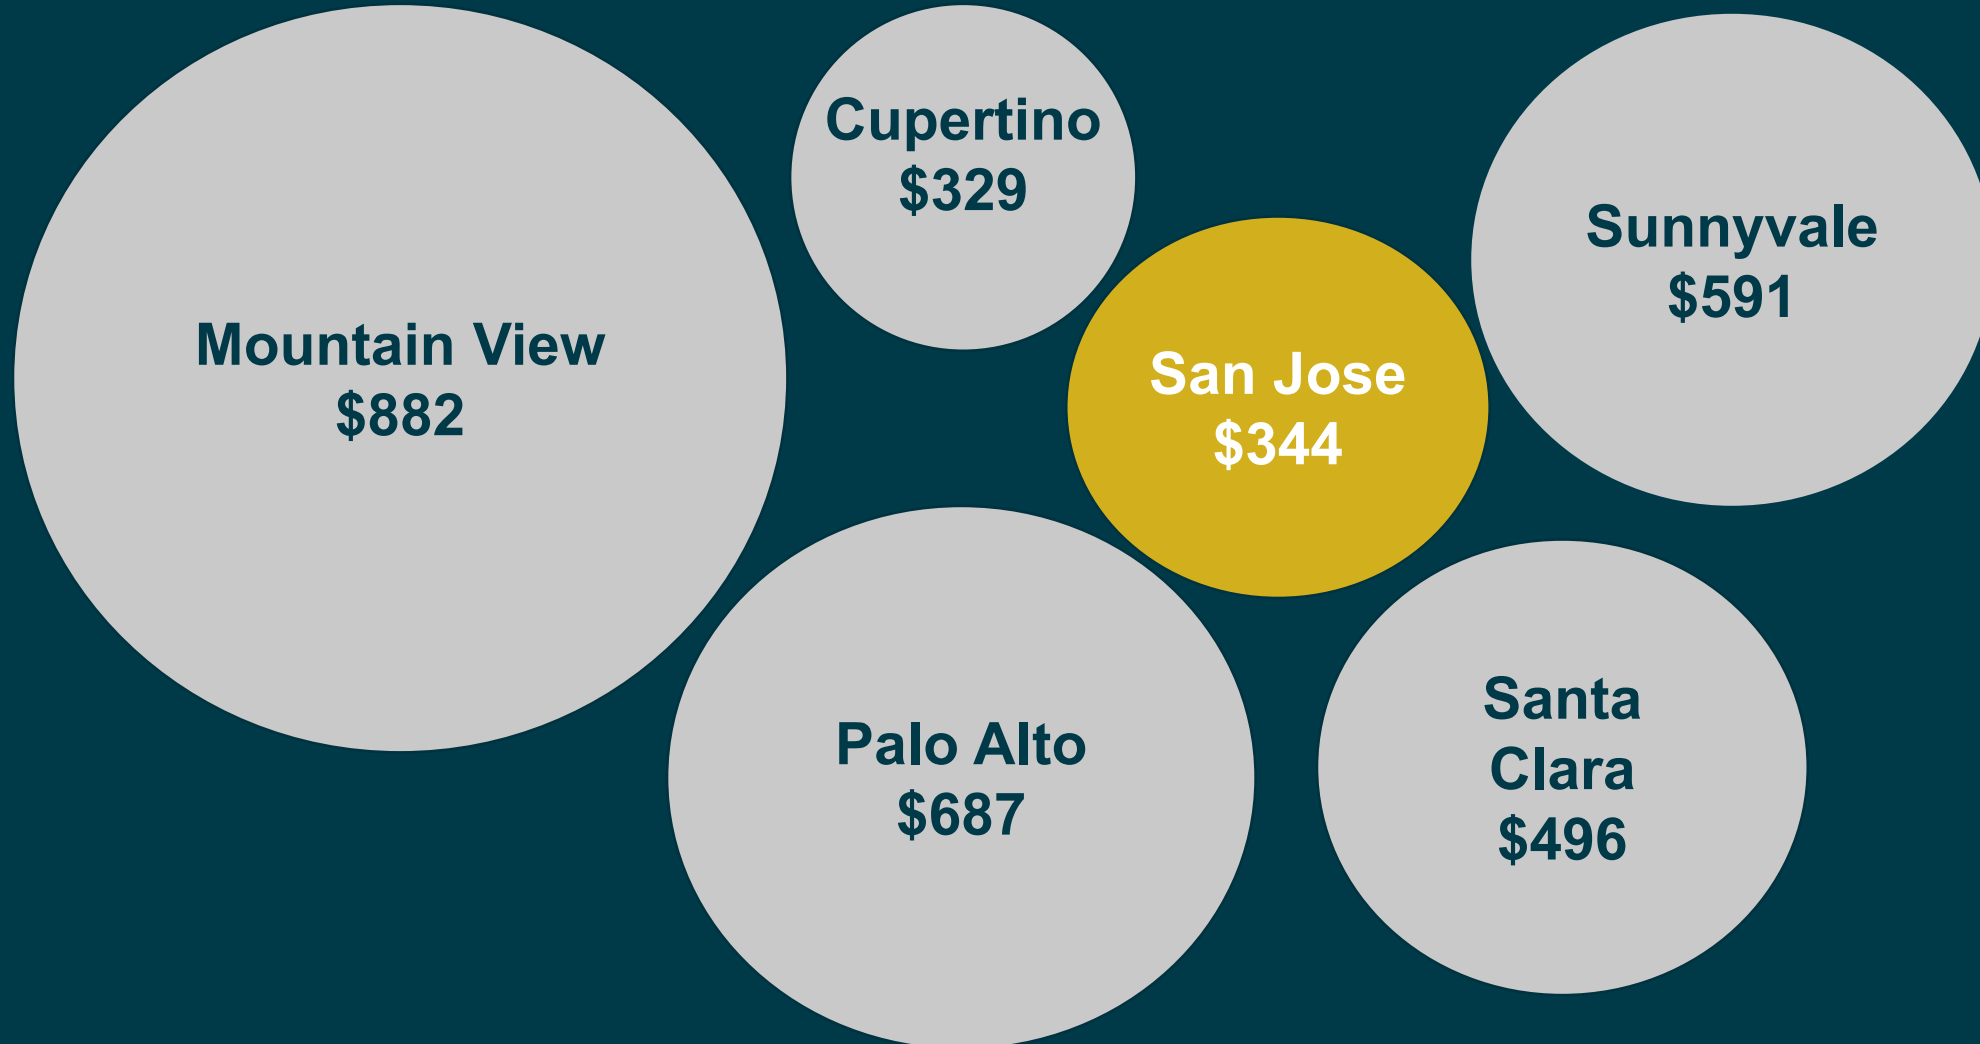 Mountain View
$882
Cupertino
$329
San Jose
$344
Sunnyvale
$591
Palo Alto
$687
Santa
Clara
$496